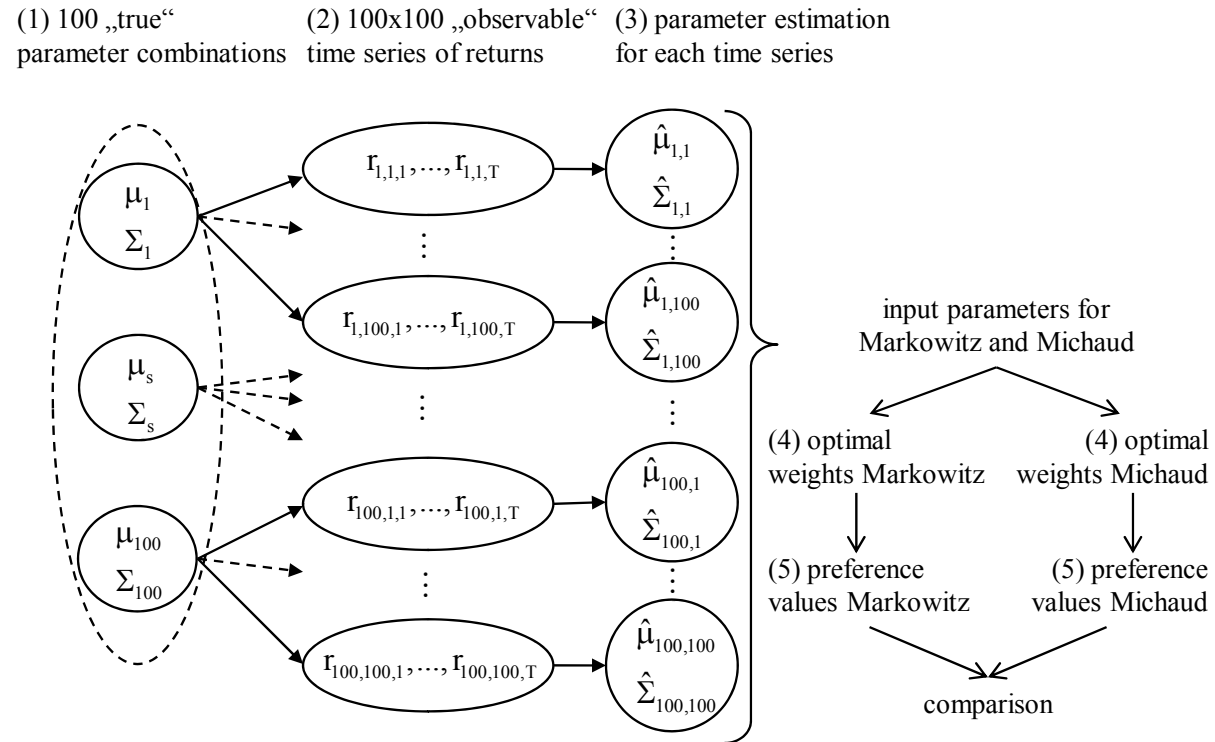 (1) 100 „true“
parameter combinations
(2) 100x100 „observable“
time series of returns
(3) parameter estimation
for each time series
μ₁
Σ₁
μₛ
Σₛ
μ₁₀₀
Σ₁₀₀
r₁,₁,₁,...,r₁,₁,T
⋮
r₁,₁₀₀,₁,...,r₁,₁₀₀,T
⋮
r₁₀₀,₁,₁,...,r₁₀₀,₁,T
⋮
r₁₀₀,₁₀₀,₁,...,r₁₀₀,₁₀₀,T
μ̂₁,₁
Σ̂₁,₁
⋮
μ̂₁,₁₀₀
Σ̂₁,₁₀₀
⋮
μ̂₁₀₀,₁
Σ̂₁₀₀,₁
⋮
μ̂₁₀₀,₁₀₀
Σ̂₁₀₀,₁₀₀
input parameters for
Markowitz and Michaud
(4) optimal
weights Markowitz
(4) optimal
weights Michaud
(5) preference
values Markowitz
(5) preference
values Michaud
comparison